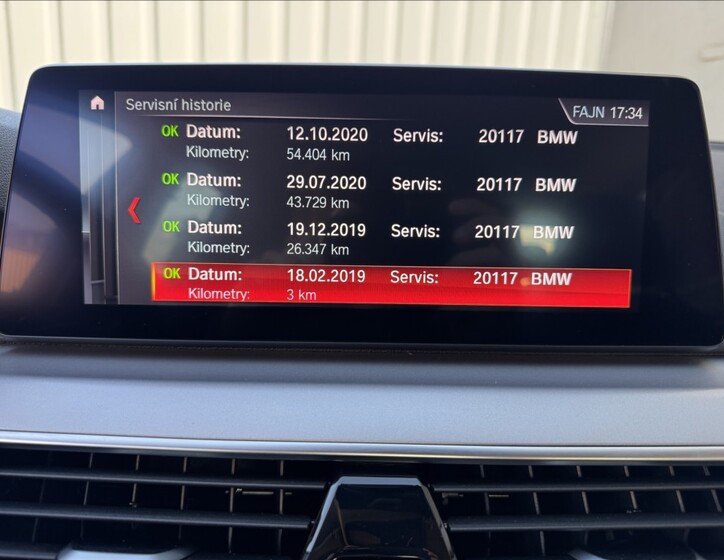 Servisní historie
FAJN 17:34
OK Datum: 12.10.2020 Servis: 20117 BMW
Kilometry: 54.404 km
OK Datum: 29.07.2020 Servis: 20117 BMW
Kilometry: 43.729 km
OK Datum: 19.12.2019 Servis: 20117 BMW
Kilometry: 26.347 km
OK Datum: 18.02.2019 Servis: 20117 BMW
Kilometry: 3 km